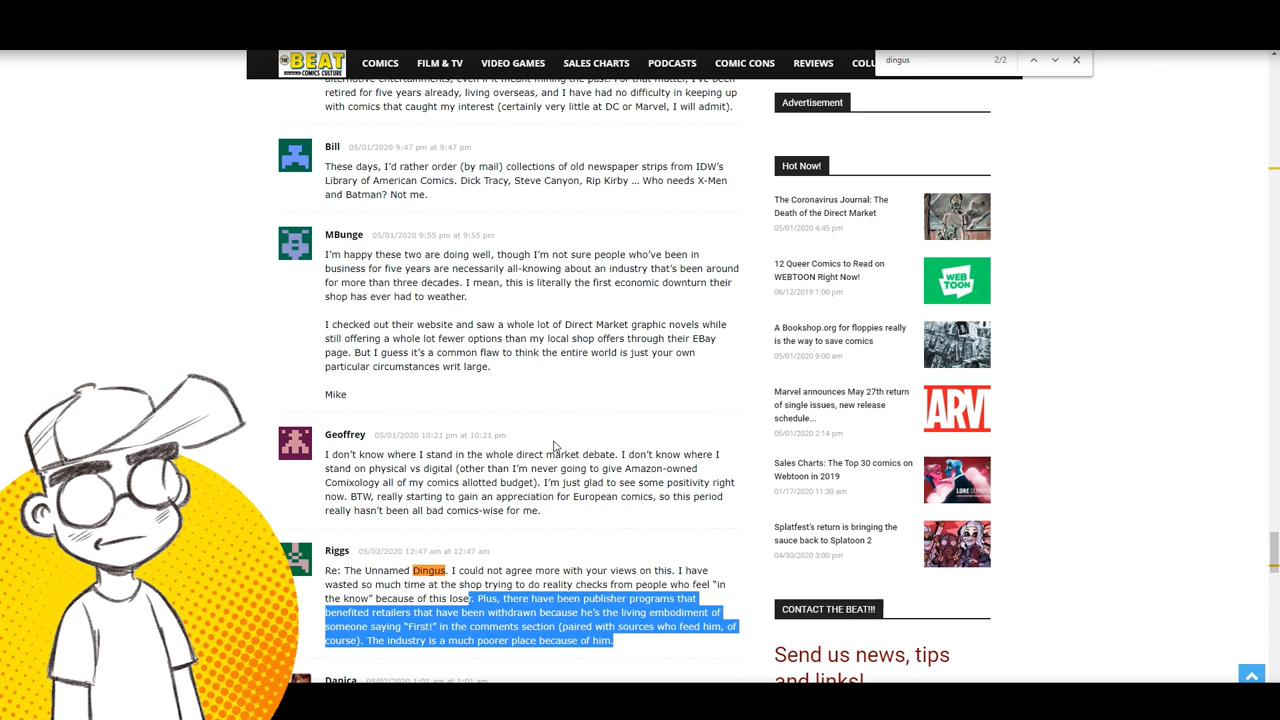 THE BEAT
COMICS CULTURE
COMICS
FILM & TV
VIDEO GAMES
SALES CHARTS
PODCASTS
COMIC CONS
REVIEWS
COLU
dingus
2/2
retired for five years already, living overseas, and I have had no difficulty in keeping up
with comics that caught my interest (certainly very little at DC or Marvel, I will admit).
Bill 05/01/2020 9:47 pm at 9:47 pm
These days, I’d rather order (by mail) collections of old newspaper strips from IDW’s
Library of American Comics. Dick Tracy, Steve Canyon, Rip Kirby … Who needs X-Men
and Batman? Not me.
MBunge 05/01/2020 9:55 pm at 9:55 pm
I’m happy these two are doing well, though I’m not sure people who’ve been in
business for five years are necessarily all-knowing about an industry that’s been around
for more than three decades. I mean, this is literally the first economic downturn their
shop has ever had to weather.
I checked out their website and saw a whole lot of Direct Market graphic novels while
still offering a whole lot fewer options than my local shop offers through their EBay
page. But I guess it’s a common flaw to think the entire world is just your own
particular circumstances writ large.
Mike
Geoffrey 05/01/2020 10:21 pm at 10:21 pm
I don’t know where I stand in the whole direct market debate. I don’t know where I
stand on physical vs digital (other than I’m never going to give Amazon-owned
Comixology all of my comics allotted budget). I’m just glad to see some positivity right
now. BTW, really starting to gain an appreciation for European comics, so this period
really hasn’t been all bad comics-wise for me.
Riggs 05/02/2020 12:47 am at 12:47 am
Re: The Unnamed Dingus. I could not agree more with your views on this. I have
wasted so much time at the shop trying to do reality checks from people who feel “in
the know” because of this loser. Plus, there have been publisher programs that
benefited retailers that have been withdrawn because he’s the living embodiment of
someone saying “First!” in the comments section (paired with sources who feed him, of
course). The industry is a much poorer place because of him.
Danica 05/02/2020 1:01 am at 1:01 am
Advertisement
Hot Now!
The Coronavirus Journal: The
Death of the Direct Market
05/01/2020 4:45 pm
12 Queer Comics to Read on
WEBTOON Right Now!
06/12/2019 1:00 pm
WEB
TOON
A Bookshop.org for floppies really
is the way to save comics
05/01/2020 9:00 am
Marvel announces May 27th return
of single issues, new release
schedule...
05/01/2020 2:14 pm
ARV
Sales Charts: The Top 30 comics on
Webtoon in 2019
01/17/2020 11:30 am
LORE
Splatfest’s return is bringing the
sauce back to Splatoon 2
04/30/2020 3:00 pm
CONTACT THE BEAT!!!
Send us news, tips
and links!